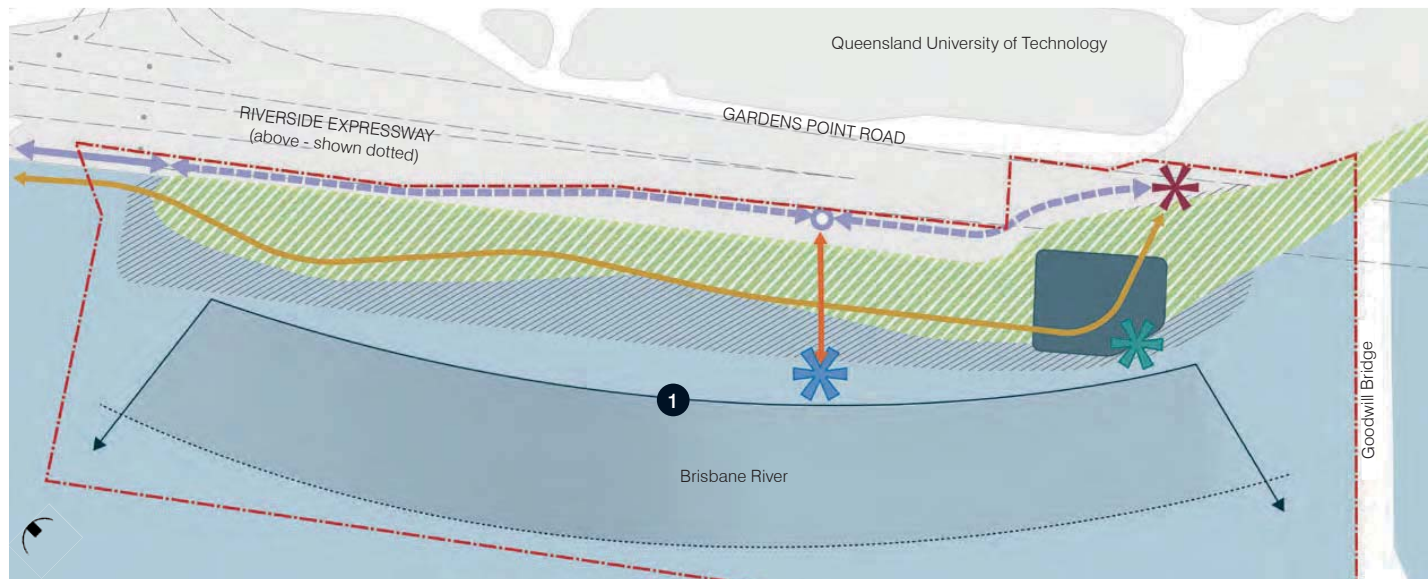 Queensland University of Technology
GARDENS POINT ROAD
RIVERSIDE EXPRESSWAY
(above - shown dotted)
1
Brisbane River
Goodwill Bridge